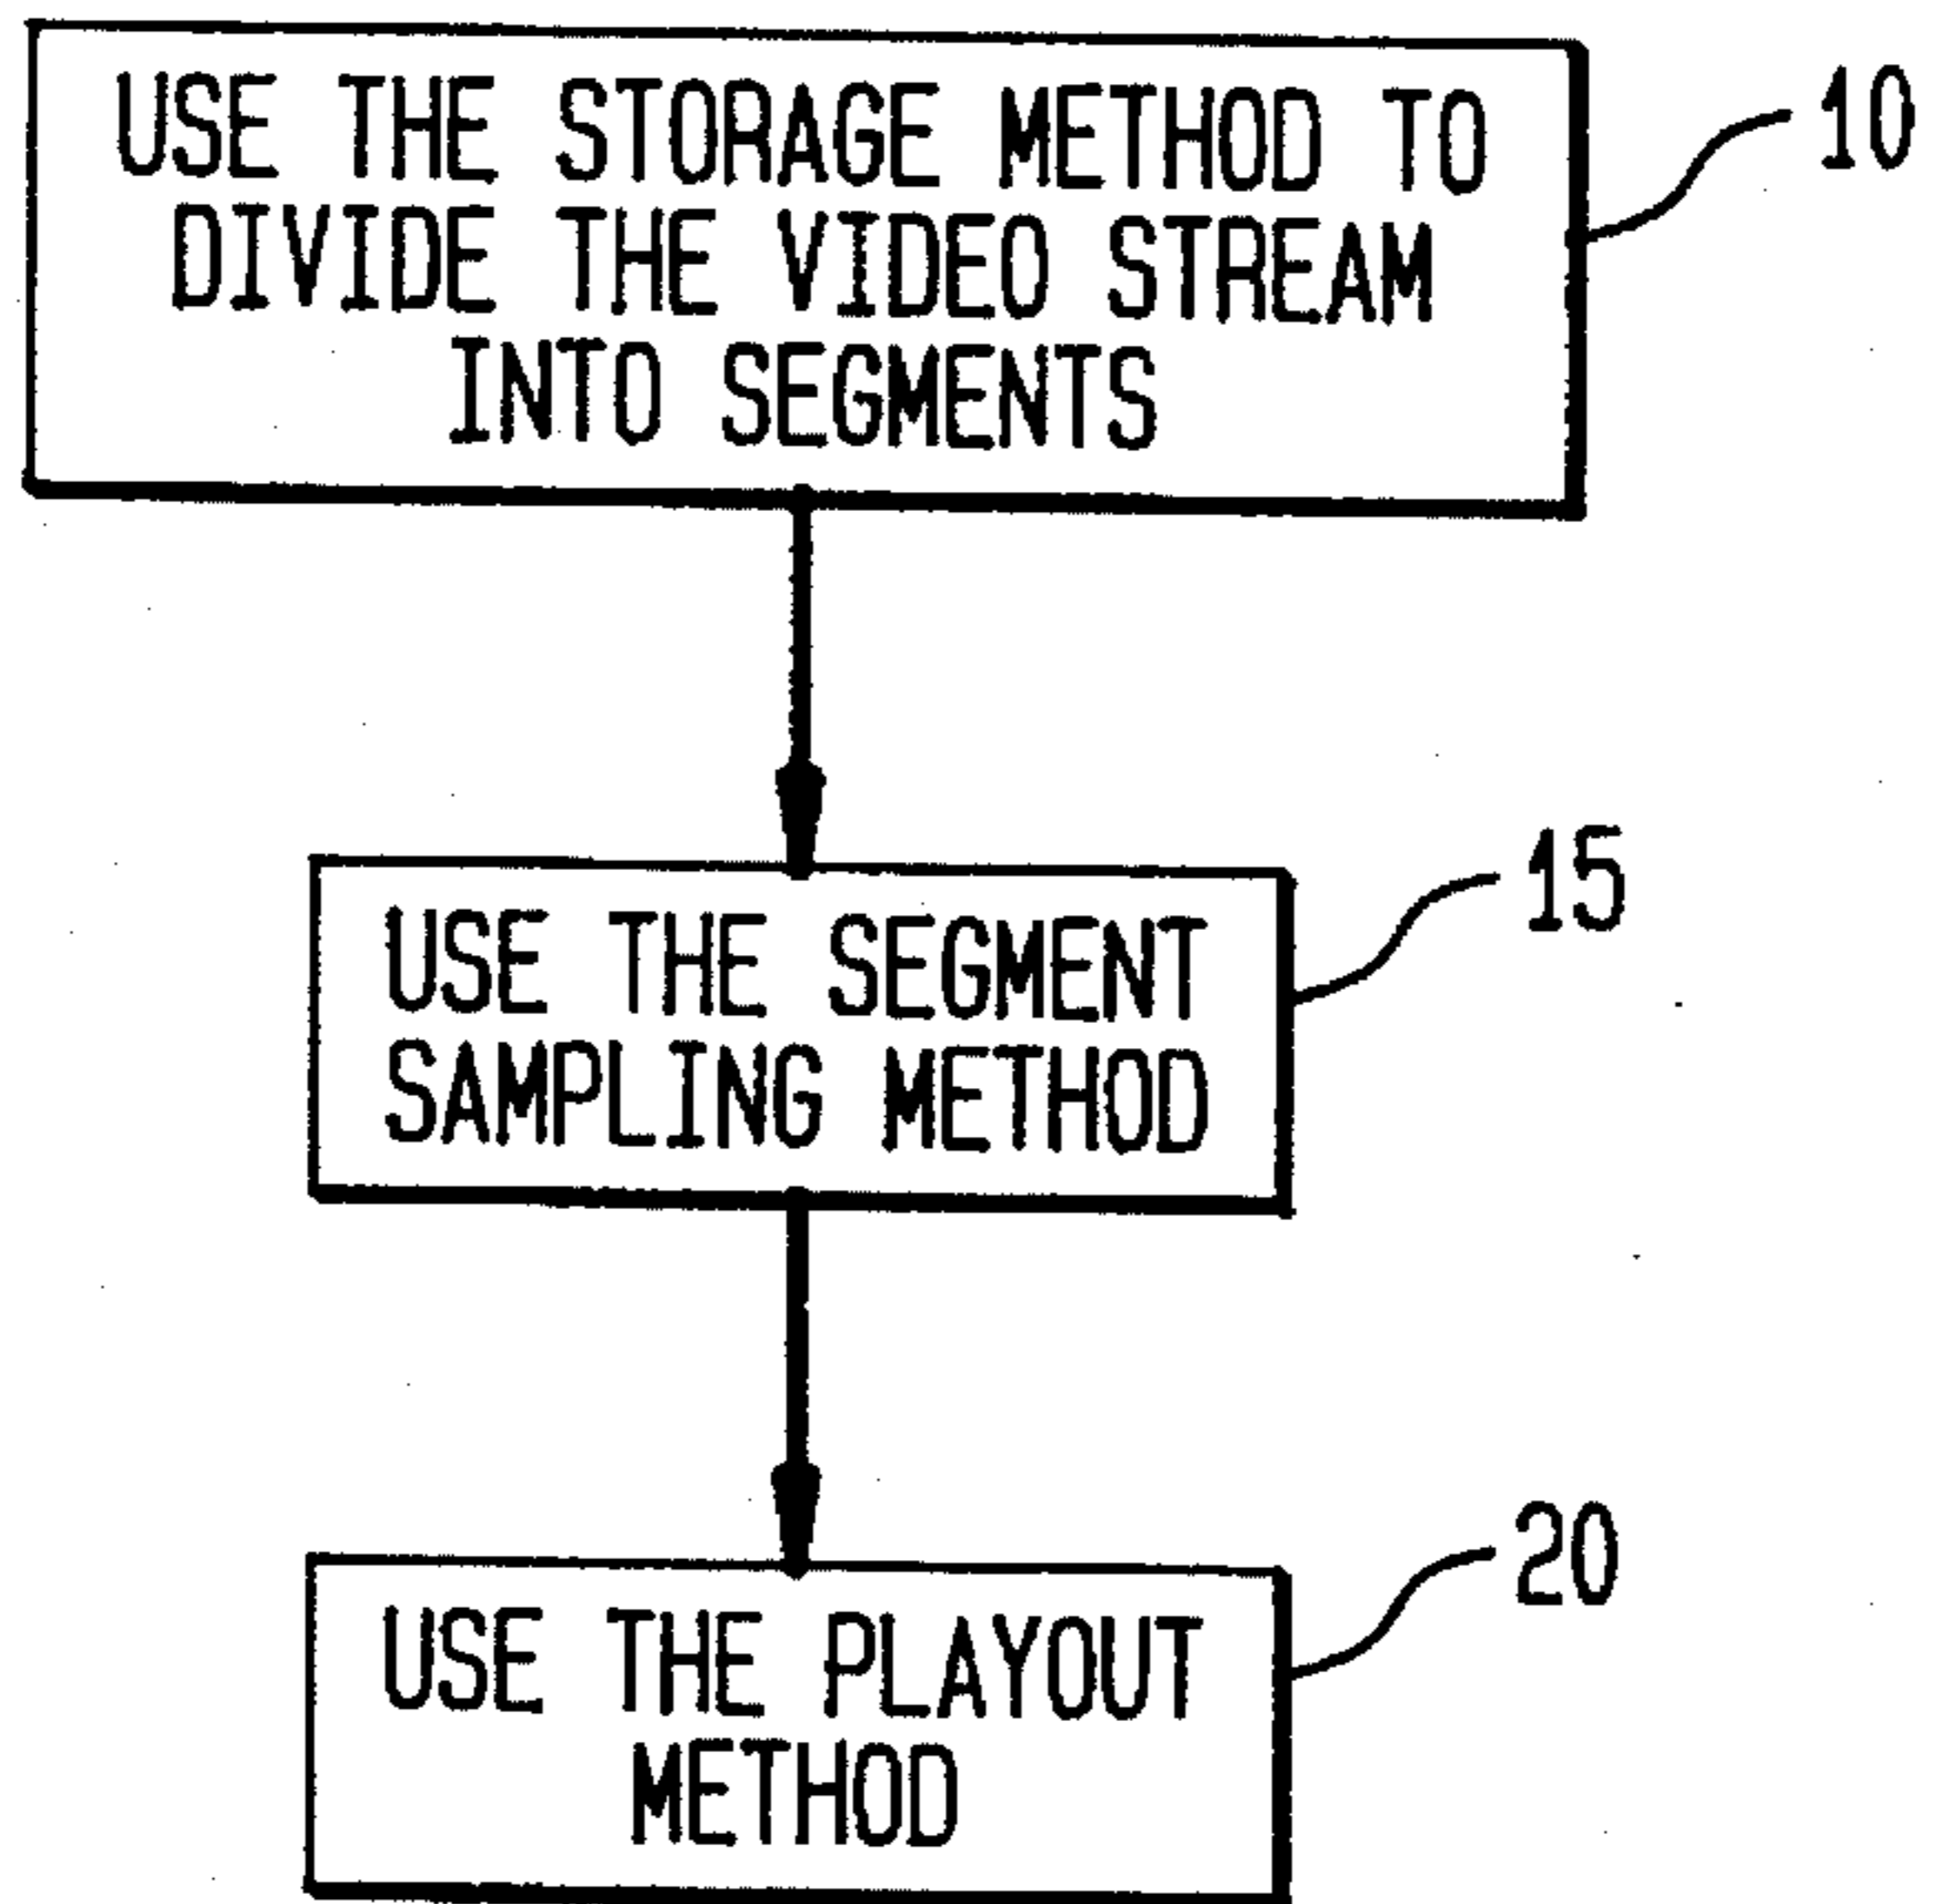 USE THE STORAGE METHOD TO
DIVIDE THE VIDEO STREAM
INTO SEGMENTS
10
USE THE SEGMENT
SAMPLING METHOD
15
USE THE PLAYOUT
METHOD
20